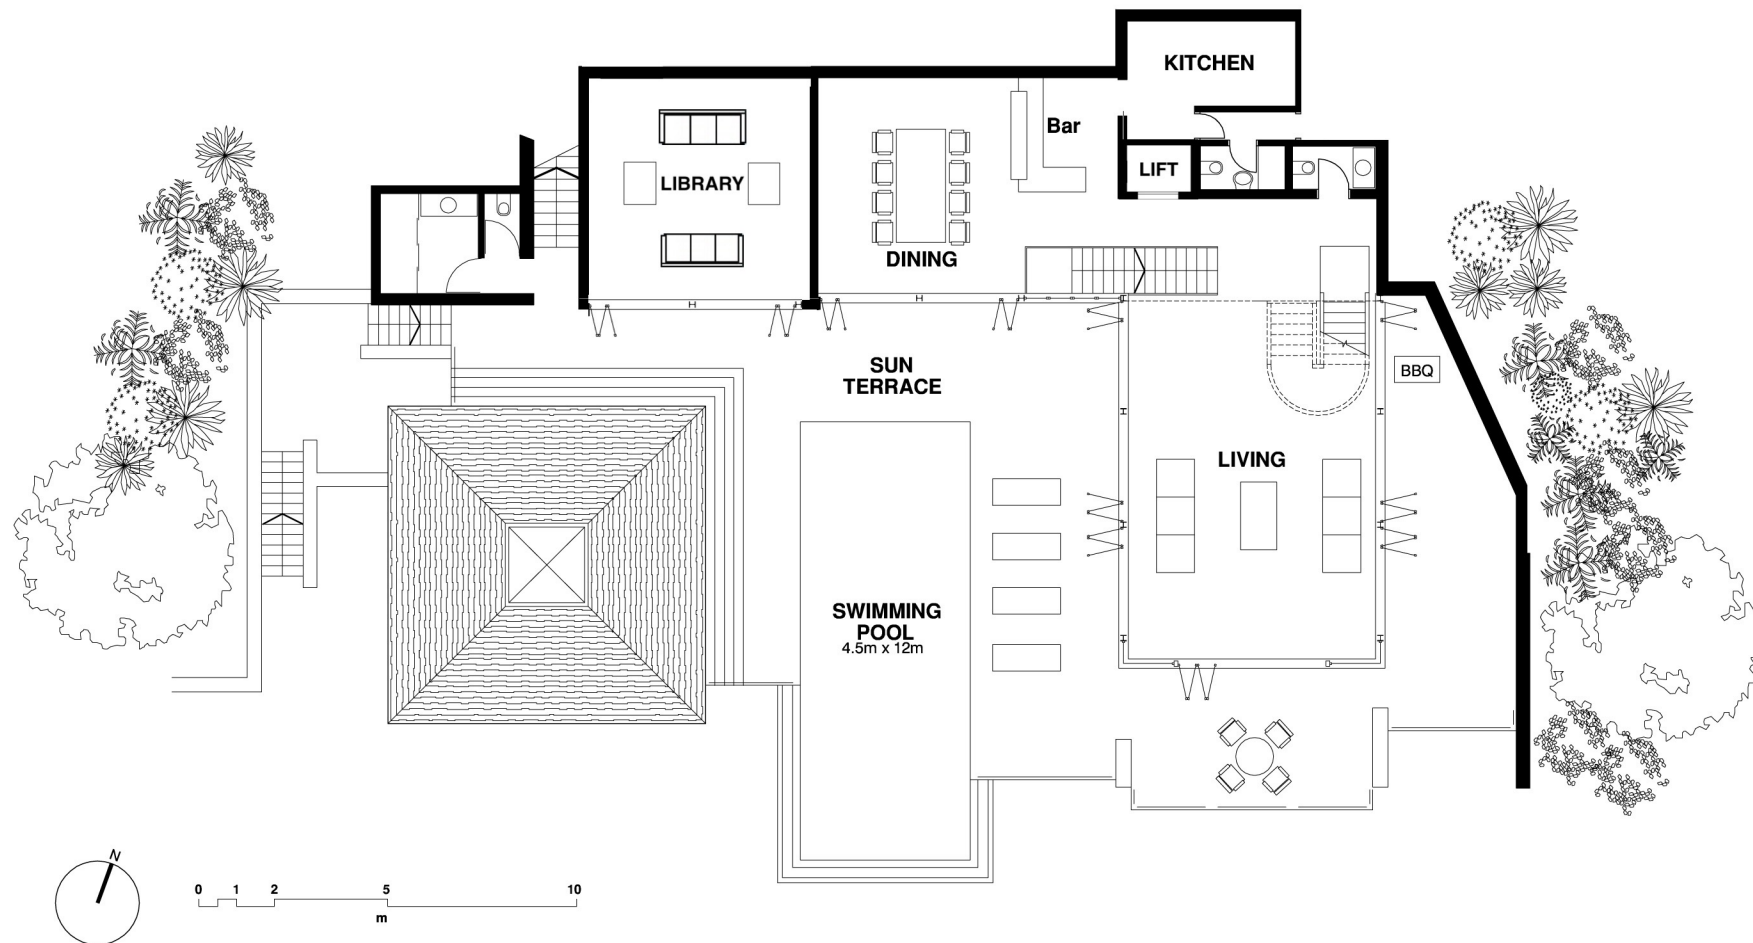 KITCHEN
Bar
LIFT
LIBRARY
DINING
SUN
TERRACE
BBQ
LIVING
SWIMMING
POOL
4.5m x 12m
N
0 1 2 5 10
m